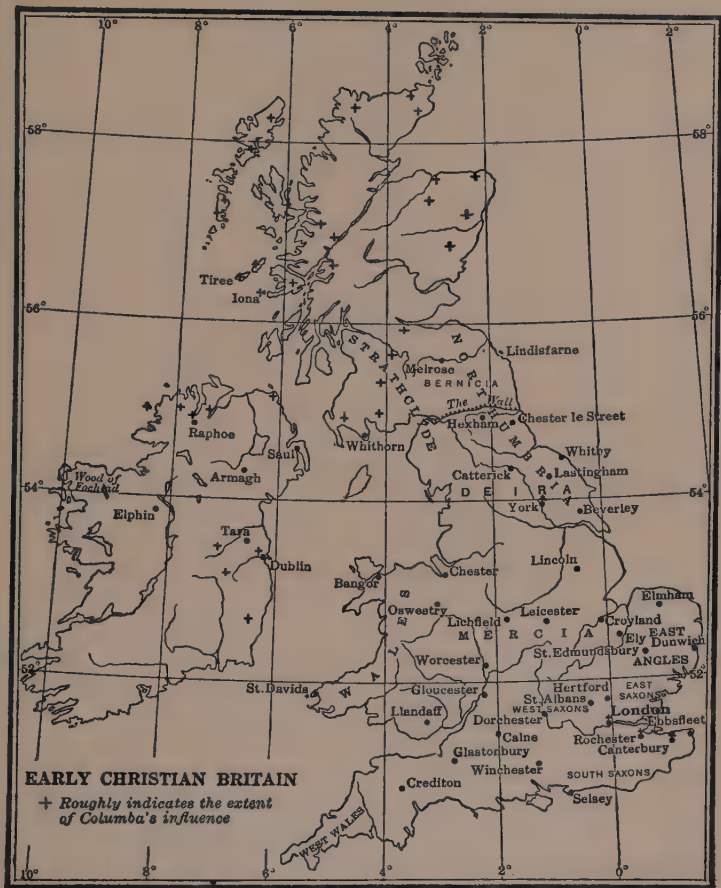 10° 8° 6° 4° 2° 0° 2°
58° 58°
Tiree
Iona
56° 56°
STRATHCLYDE
NORTHUMBRIA
Lindisfarne
Melrose
BERNICIA
The Wall
Hexham
Chester le Street
Raphoe
Whithorn
Saul
Armagh
Whitby
Catterick
Lastingham
Wood of
Fochlall
54° 54°
DEIRA
York
Beverley
Elphin
Tara
Dublin
Lincoln
Bangor
Chester
Elmham
Oswestry
Lichfield
Leicester
Croyland
MERCIA
Ely
EAST
Dunwich
St.Edmundsbury
ANGLES
52° 52°
WALES
Worcester
St.Davids
Gloucester
Hertford
EAST
SAXONS
St.Albans
WEST SAXONS
London
Llandaff
Dorchester
Ebbsfleet
Calne
Rochester
Canterbury
Glastonbury
Winchester
SOUTH SAXONS
Crediton
Selsey
WEST WALES
EARLY CHRISTIAN BRITAIN
+ Roughly indicates the extent
of Columba's influence
10° 8° 6° 4° 2° 0°